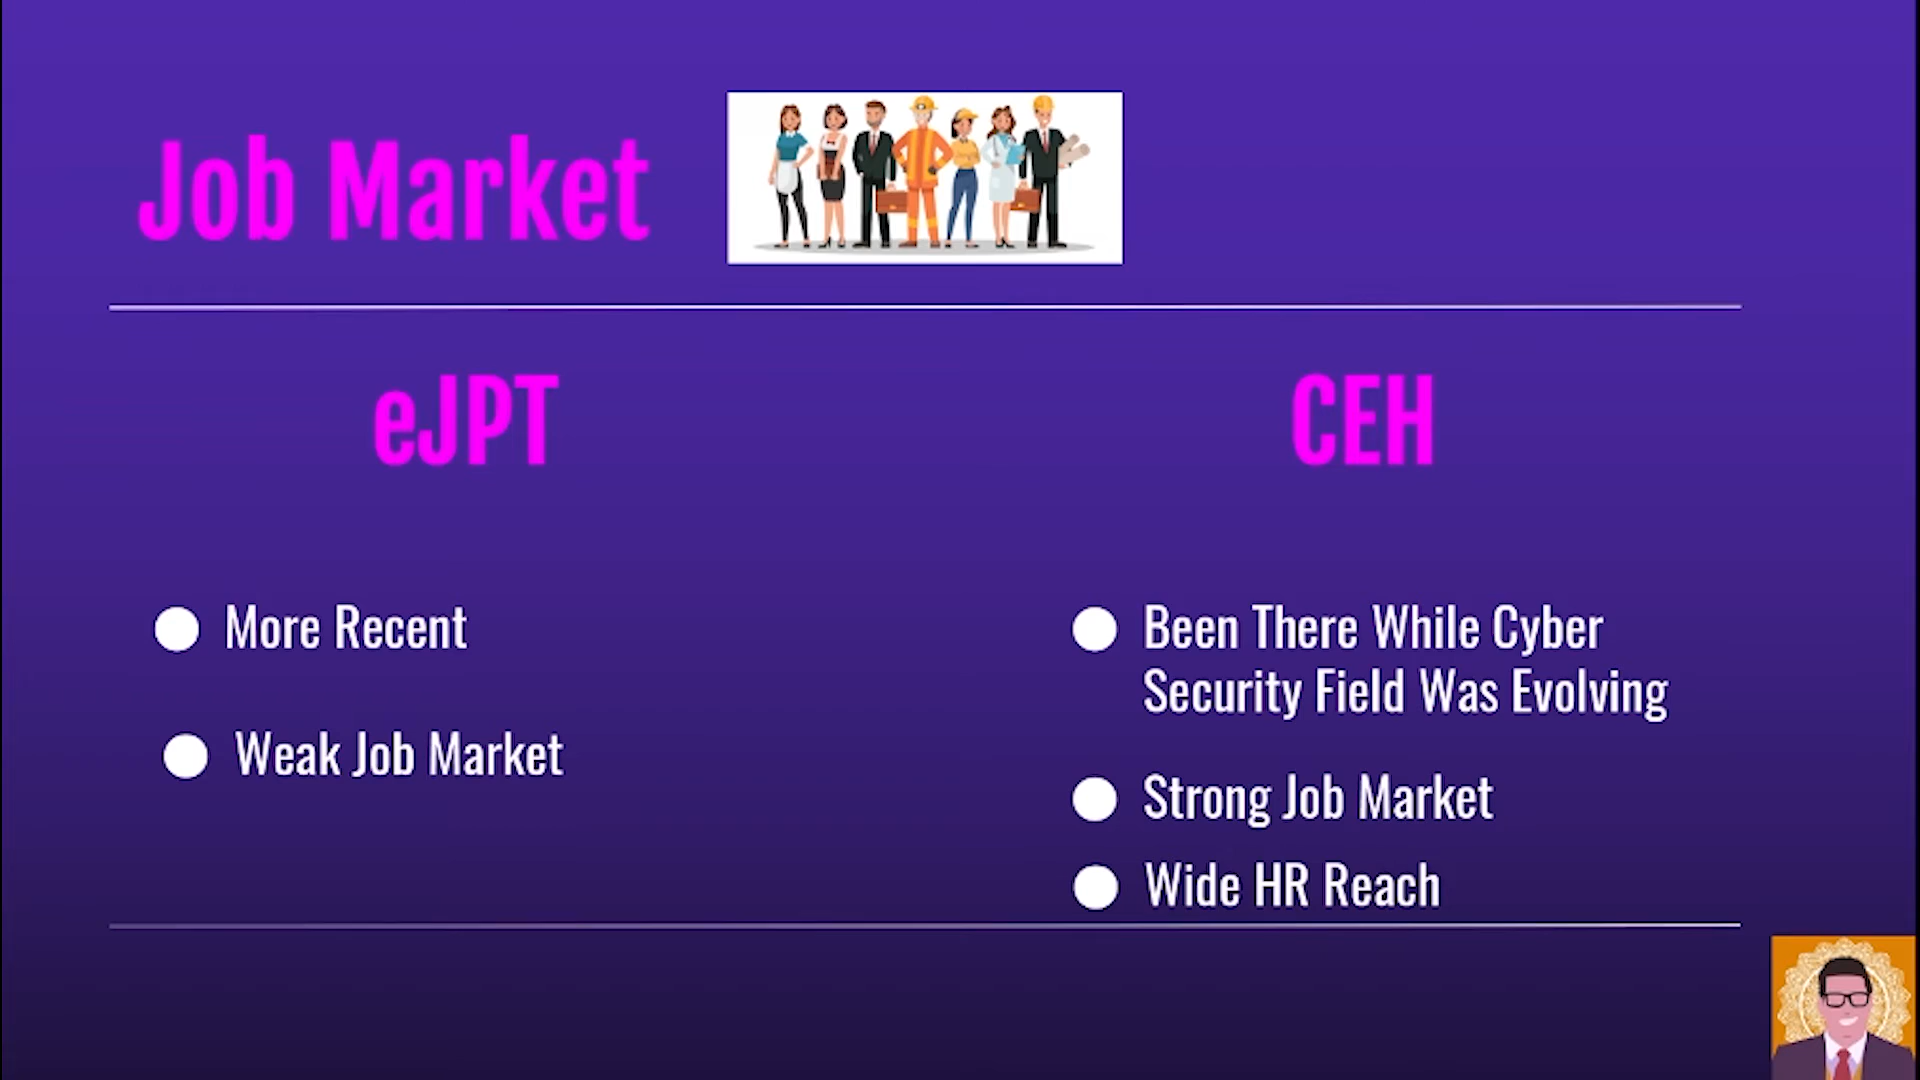 Job Market
eJPT
More Recent
Weak Job Market
CEH
Been There While Cyber
Security Field Was Evolving
Strong Job Market
Wide HR Reach